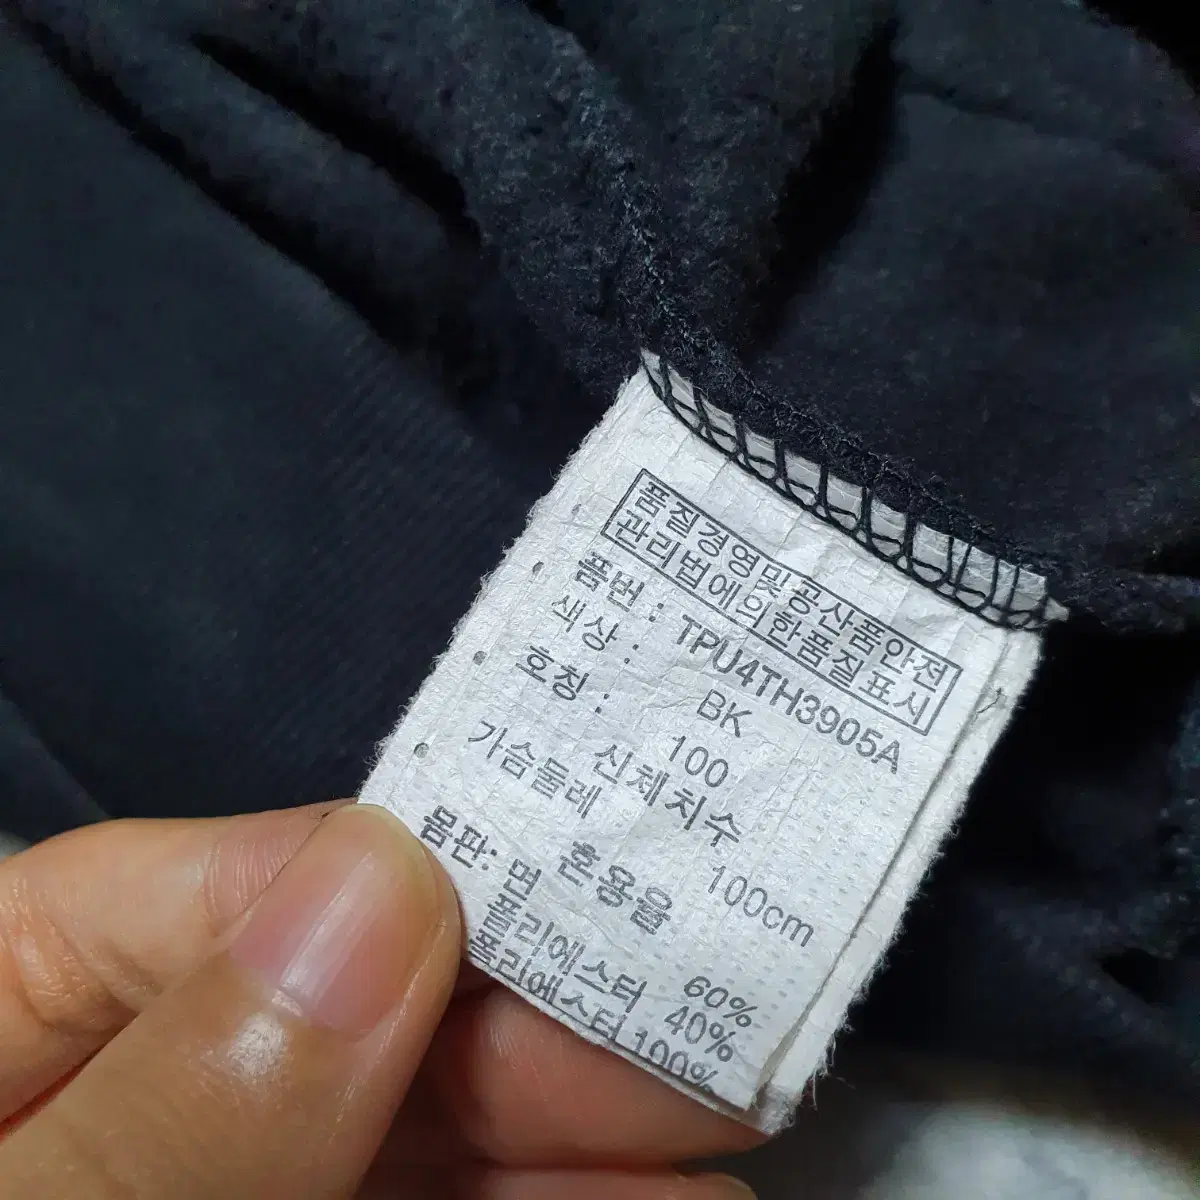 품질경영및공산품안전
관리법에의한품질표시
품번 : TPU4TH3905A
색상 : BK
호칭 : 100
신체치수
가슴둘레 100cm
혼용율
몸판: 면 60%
폴리에스터 40%
폴리에스터 100%